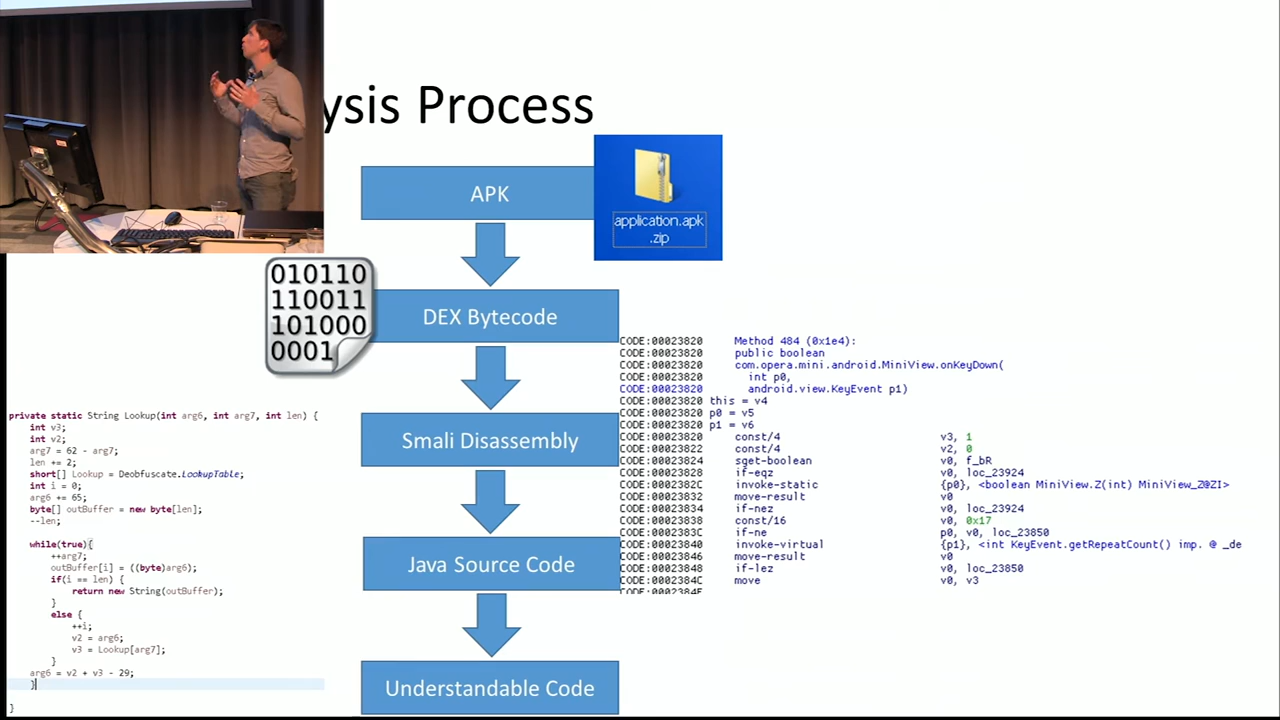 ysis Process
APK
application.apk
.zip
010110
110011
101000
0001
DEX Bytecode
Smali Disassembly
Java Source Code
Understandable Code
CODE:00023820 Method 484 (0x1e4):
CODE:00023820 public boolean
CODE:00023820 com.opera.mini.android.MiniView.onKeyDown(
CODE:00023820 int p0,
CODE:00023820 android.view.KeyEvent p1)
CODE:00023820 this = v4
CODE:00023820 p0 = v5
CODE:00023820 p1 = v6
CODE:00023820 const/4 v3, 1
CODE:00023822 const/4 v2, 0
CODE:00023824 sget-boolean v0, f_bR
CODE:00023828 if-eqz v0, loc_23924
CODE:0002382C invoke-static {p0}, <boolean MiniView.Z(int) MiniView_Z@ZI>
CODE:00023832 move-result v0
CODE:00023834 if-nez v0, loc_23924
CODE:00023838 const/16 v0, 0x17
CODE:0002383C if-ne p0, v0, loc_23850
CODE:00023840 invoke-virtual {p1}, <int KeyEvent.getRepeatCount() imp. @ _de
CODE:00023846 move-result v0
CODE:00023848 if-lez v0, loc_23850
CODE:0002384C move v0, v3
CODE:0002384E
private static String Lookup(int arg6, int arg7, int len) {
int v3;
int v2;
arg7 = 62 - arg7;
len += 2;
short[] Lookup = Deobfuscate.LookupTable;
int i = 0;
arg6 += 65;
byte[] outBuffer = new byte[len];
--len;
while(true){
++arg7;
outBuffer[i] = ((byte)arg6);
if(i == len) {
return new String(outBuffer);
}
else {
++i;
v2 = arg6;
v3 = Lookup[arg7];
}
arg6 = v2 + v3 - 29;
}
}